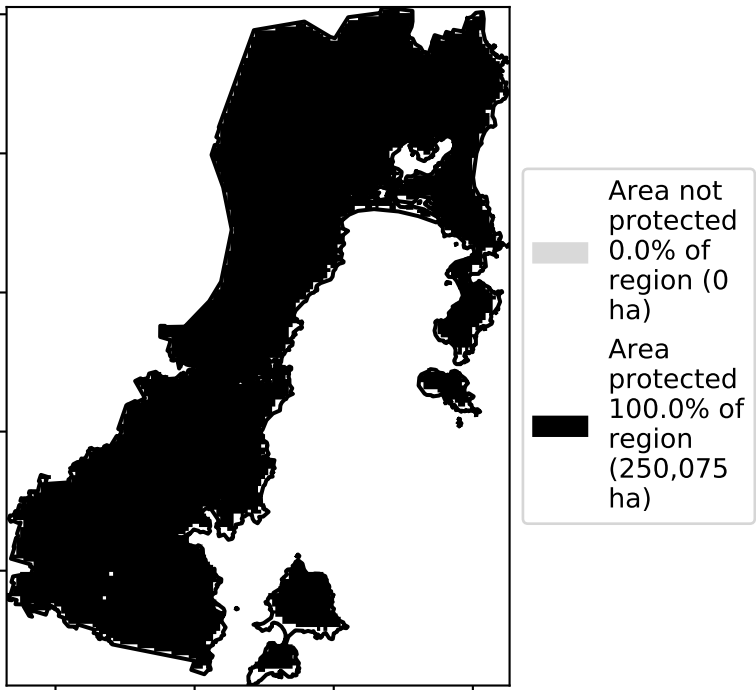 Area not
protected
0.0% of
region (0
ha)
Area
protected
100.0% of
region
(250,075
ha)